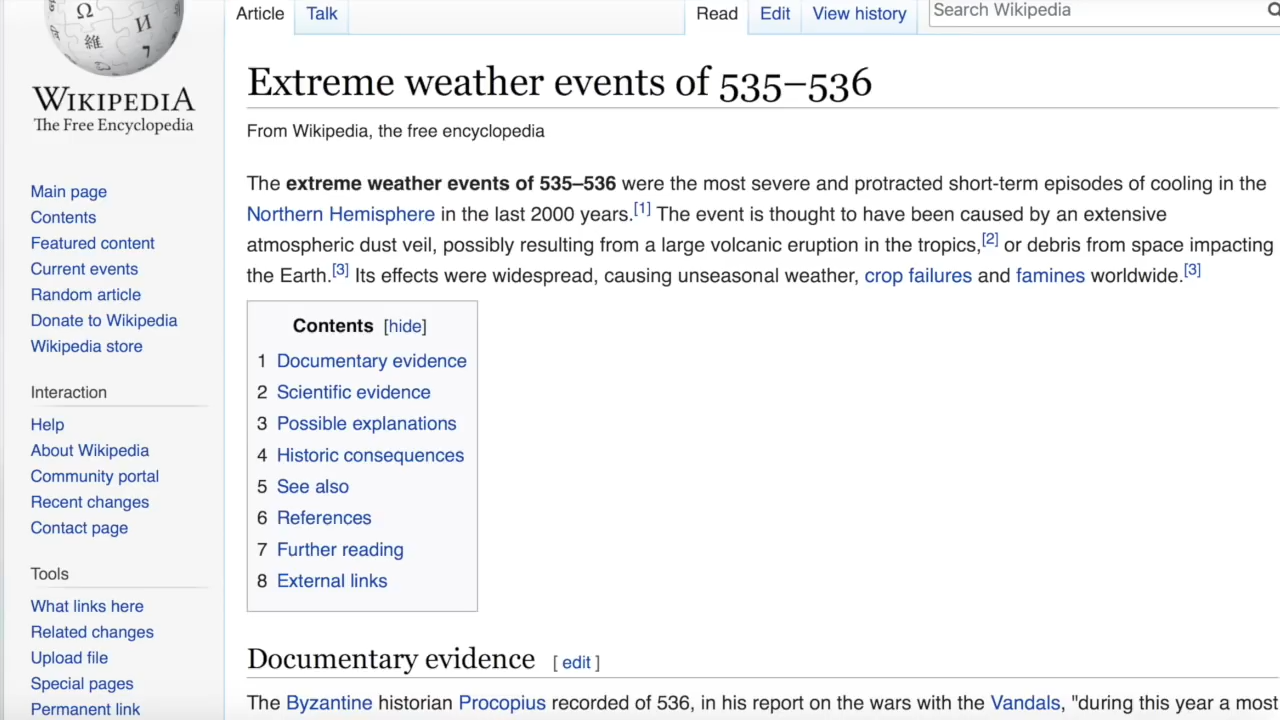 Article
Talk
Read
Edit
View history
Search Wikipedia
Ω
И
維
7
WIKIPEDIA
The Free Encyclopedia
Main page
Contents
Featured content
Current events
Random article
Donate to Wikipedia
Wikipedia store
Interaction
Help
About Wikipedia
Community portal
Recent changes
Contact page
Tools
What links here
Related changes
Upload file
Special pages
Permanent link
Extreme weather events of 535–536
From Wikipedia, the free encyclopedia
The extreme weather events of 535–536 were the most severe and protracted short-term episodes of cooling in the
Northern Hemisphere in the last 2000 years.[1] The event is thought to have been caused by an extensive
atmospheric dust veil, possibly resulting from a large volcanic eruption in the tropics,[2] or debris from space impacting
the Earth.[3] Its effects were widespread, causing unseasonal weather, crop failures and famines worldwide.[3]
Contents [hide]
1 Documentary evidence
2 Scientific evidence
3 Possible explanations
4 Historic consequences
5 See also
6 References
7 Further reading
8 External links
Documentary evidence [ edit ]
The Byzantine historian Procopius recorded of 536, in his report on the wars with the Vandals, "during this year a most